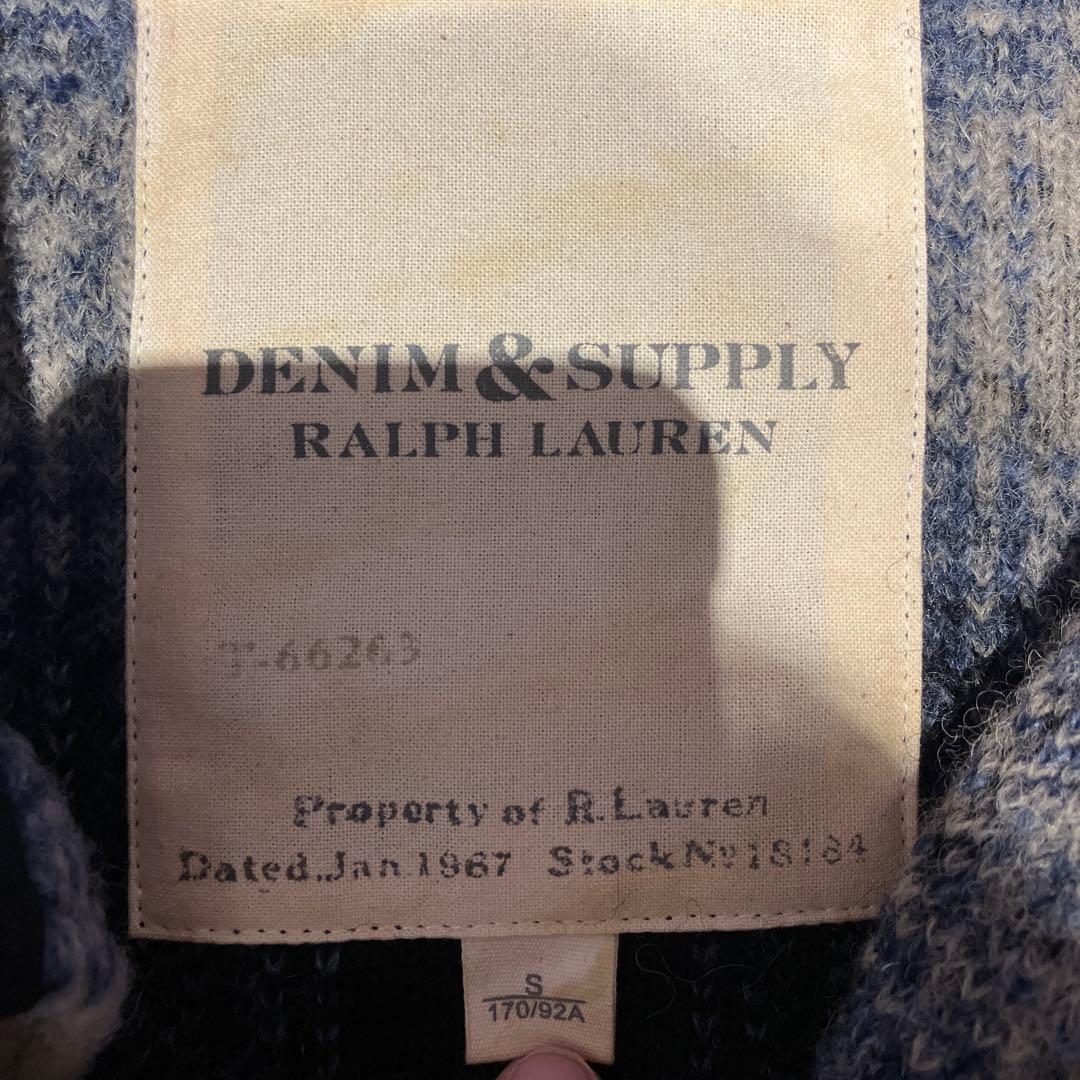 DENIM & SUPPLY
RALPH LAUREN
T-66263
Property of R.Lauren
Dated.Jan.1967 Stock No 18184
S
170/92A